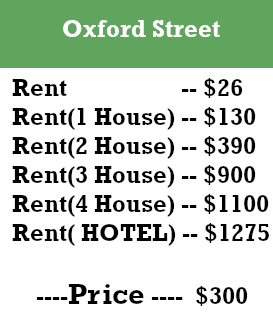 Oxford Street
Rent -- $26
Rent(1 House) -- $130
Rent(2 House) -- $390
Rent(3 House) -- $900
Rent(4 House) -- $1100
Rent( HOTEL) -- $1275
----Price ---- $300